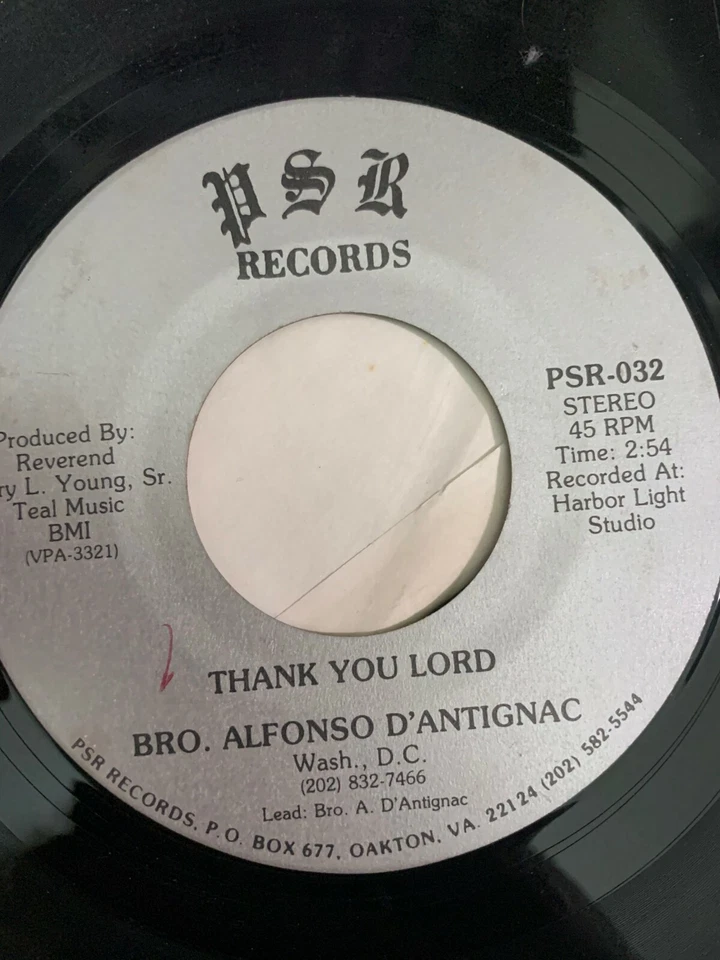 PSR
RECORDS
PSR-032
STEREO
45 RPM
Time: 2:54
Recorded At:
Harbor Light
Studio
Produced By:
Reverend
ry L. Young, Sr.
Teal Music
BMI
(VPA-3321)
THANK YOU LORD
BRO. ALFONSO D'ANTIGNAC
Wash., D.C.
(202) 832-7466
Lead: Bro. A. D'Antignac
PSR RECORDS, P.O. BOX 677, OAKTON, VA. 22124 (202) 582-5544